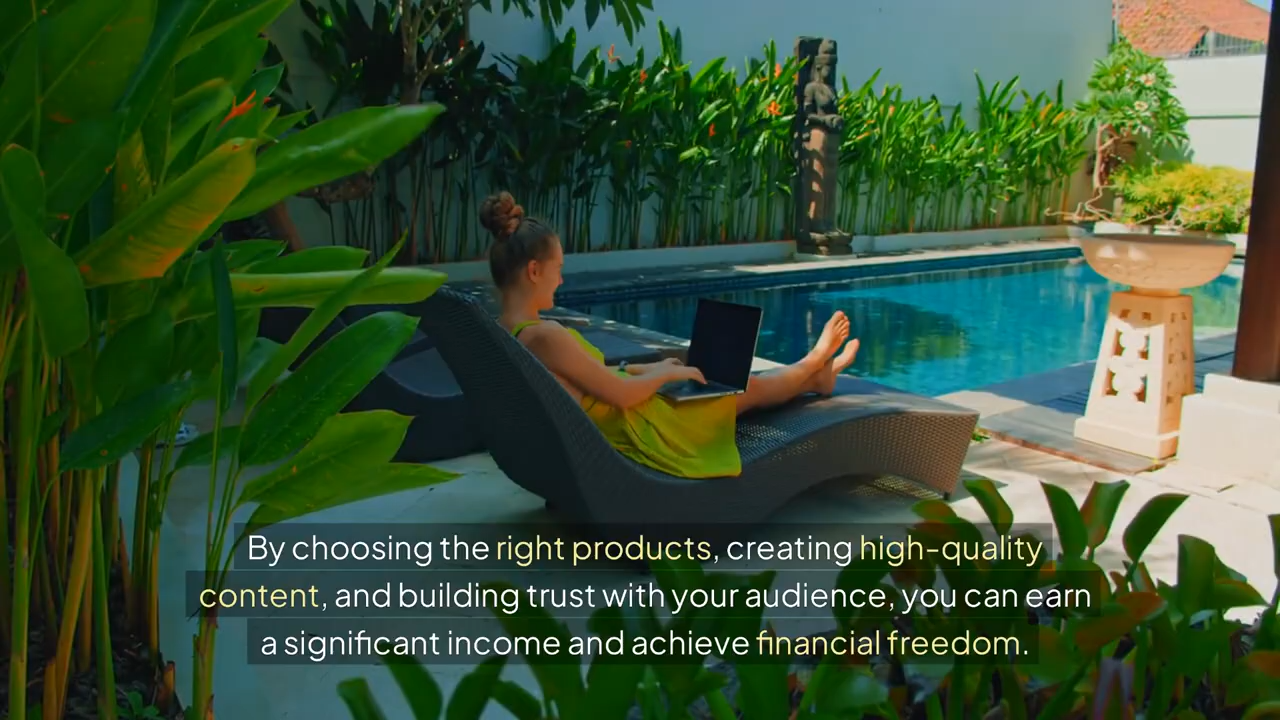 By choosing the right products, creating high-quality
content, and building trust with your audience, you can earn
a significant income and achieve financial freedom.